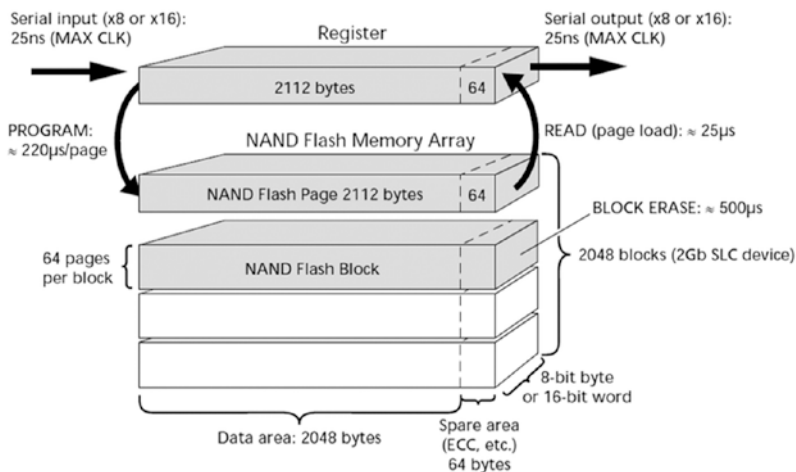 Serial input (x8 or x16):
25ns (MAX CLK)
Register
Serial output (x8 or x16):
25ns (MAX CLK)
2112 bytes
64
PROGRAM:
≈ 220µs/page
READ (page load): ≈ 25µs
NAND Flash Memory Array
NAND Flash Page 2112 bytes
64
BLOCK ERASE: ≈ 500µs
64 pages
per block
NAND Flash Block
2048 blocks (2Gb SLC device)
8-bit byte
or 16-bit word
Data area: 2048 bytes
Spare area
(ECC, etc.)
64 bytes